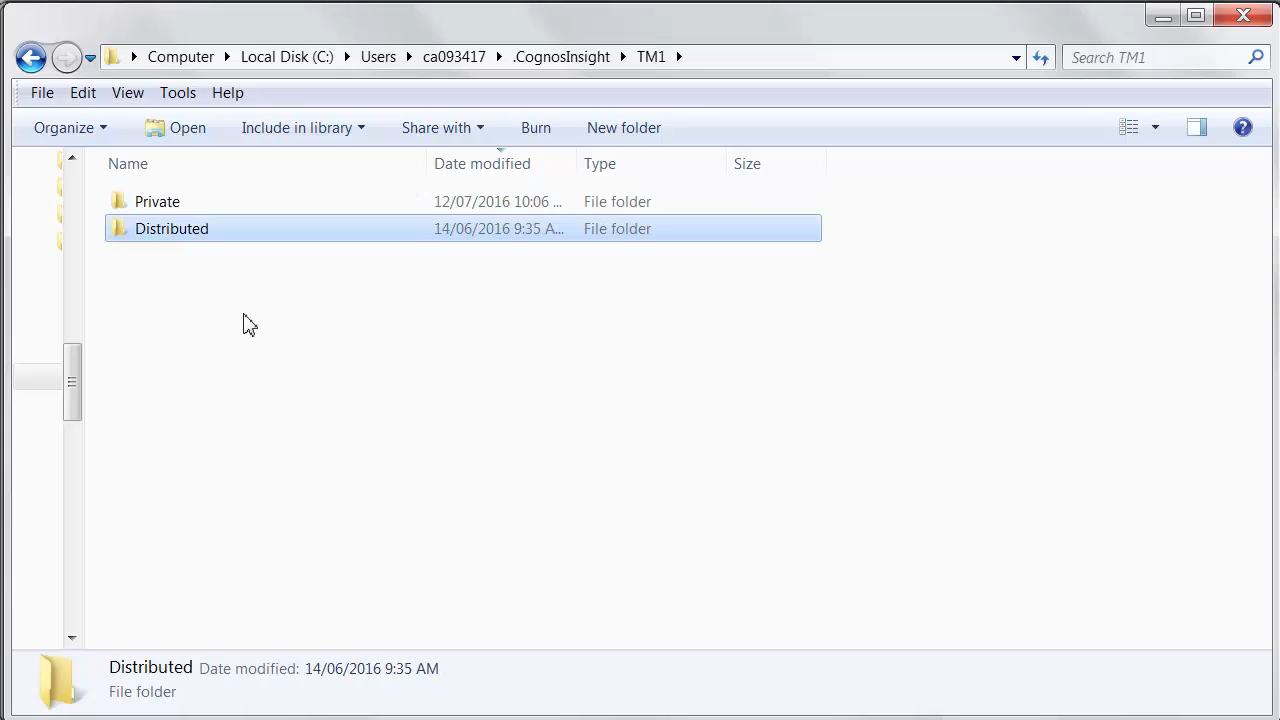 Computer Local Disk (C:) Users ca093417 .CognosInsight TM1 Search TM1
File Edit View Tools Help
Organize Open Include in library Share with Burn New folder
Name Date modified Type Size
Private 12/07/2016 10:06 ... File folder
Distributed 14/06/2016 9:35 A... File folder
Distributed Date modified: 14/06/2016 9:35 AM
File folder